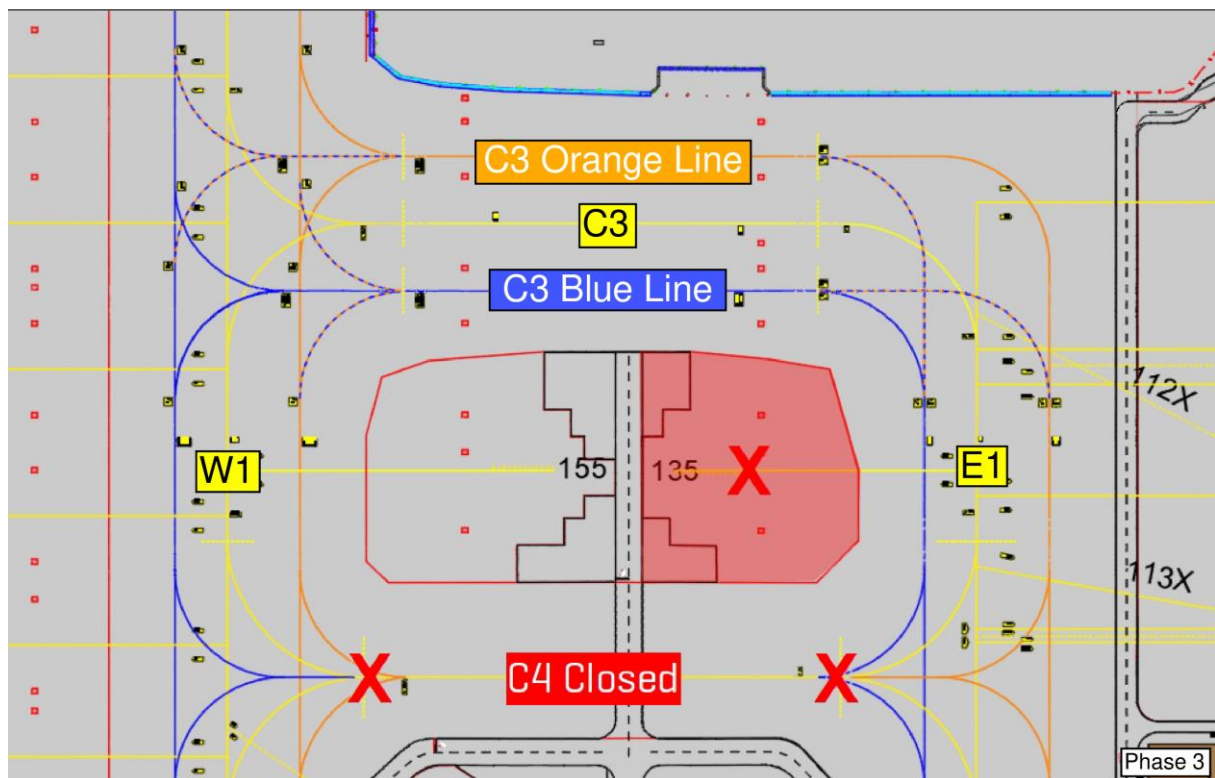 C3 Orange Line
C3
C3 Blue Line
112X
W1
155
135
X
E1
113X
X
C4 Closed
X
Phase 3